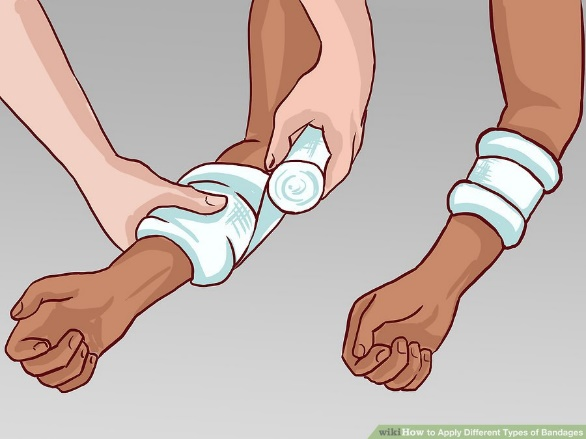 wikiHow to Apply Different Types of Bandages